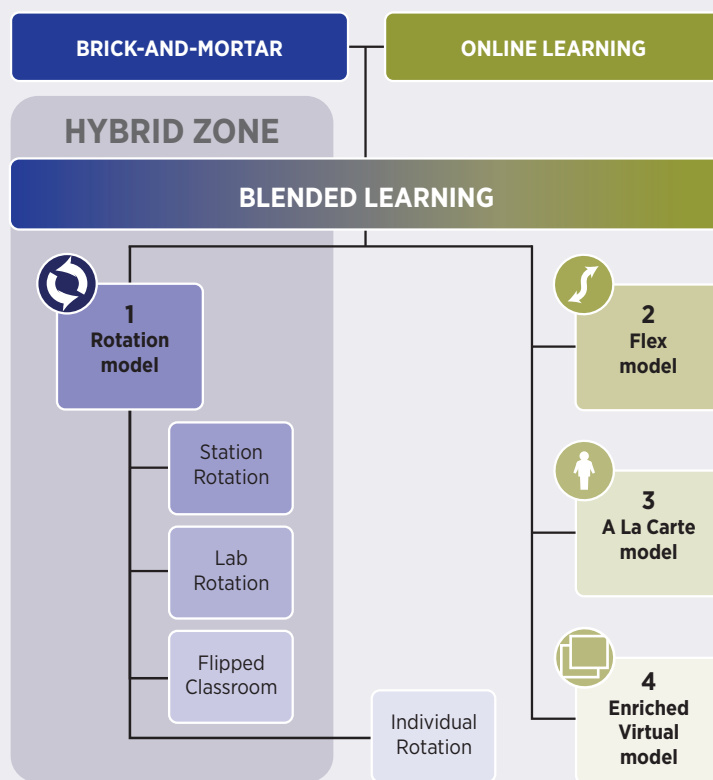 BRICK-AND-MORTAR
ONLINE LEARNING
HYBRID ZONE
BLENDED LEARNING
1
Rotation
model
Station
Rotation
Lab
Rotation
Flipped
Classroom
Individual
Rotation
2
Flex
model
3
A La Carte
model
4
Enriched
Virtual
model